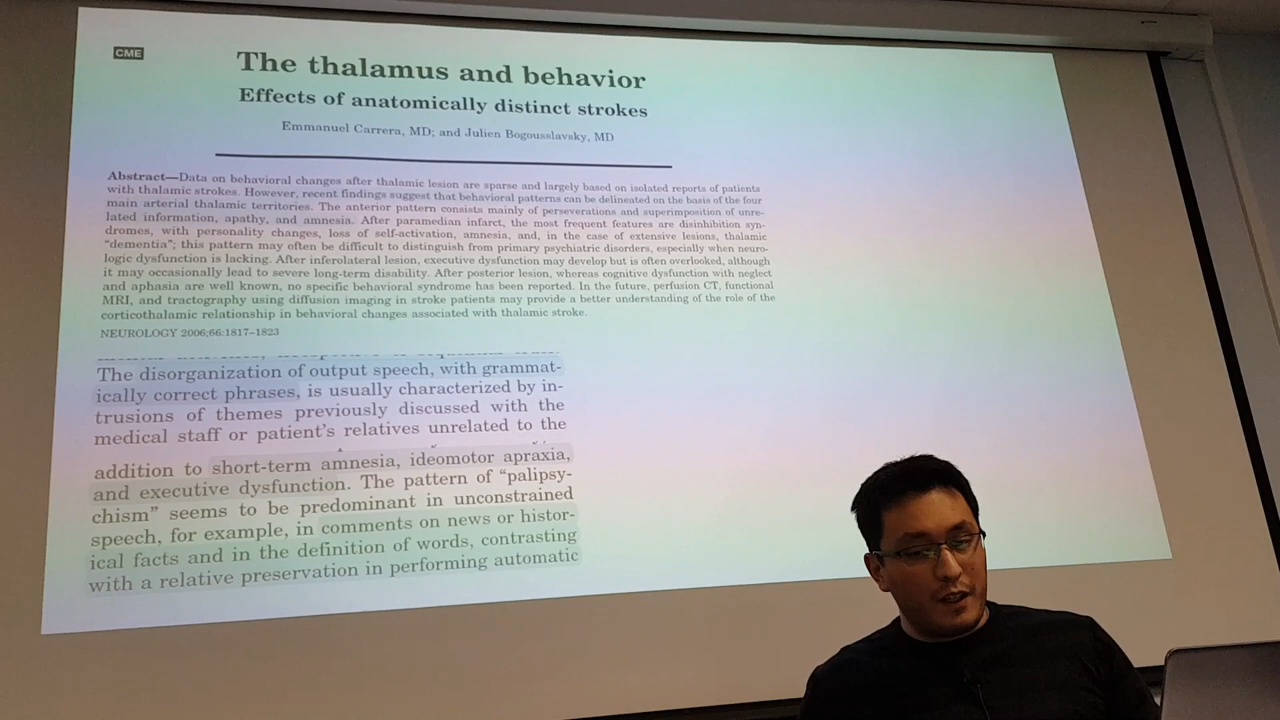 CME
The thalamus and behavior
Effects of anatomically distinct strokes
Emmanuel Carrera, MD; and Julien Bogousslavsky, MD
Abstract—Data on behavioral changes after thalamic lesion are sparse and largely based on isolated reports of patients
with thalamic strokes. However, recent findings suggest that behavioral patterns can be delineated on the basis of the four
main arterial thalamic territories. The anterior pattern consists mainly of perseverations and superimposition of unre-
lated information, apathy, and amnesia. After paramedian infarct, the most frequent features are disinhibition syn-
dromes, with personality changes, loss of self-activation, amnesia, and, in the case of extensive lesions, thalamic
“dementia”; this pattern may often be difficult to distinguish from primary psychiatric disorders, especially when neuro-
logic dysfunction is lacking. After inferolateral lesion, executive dysfunction may develop but is often overlooked, although
it may occasionally lead to severe long-term disability. After posterior lesion, whereas cognitive dysfunction with neglect
and aphasia are well known, no specific behavioral syndrome has been reported. In the future, perfusion CT, functional
MRI, and tractography using diffusion imaging in stroke patients may provide a better understanding of the role of the
corticothalamic relationship in behavioral changes associated with thalamic stroke.
NEUROLOGY 2006;66:1817–1823
The disorganization of output speech, with grammat-
ically correct phrases, is usually characterized by in-
trusions of themes previously discussed with the
medical staff or patient’s relatives unrelated to the
addition to short-term amnesia, ideomotor apraxia,
and executive dysfunction. The pattern of “palipsy-
chism” seems to be predominant in unconstrained
speech, for example, in comments on news or histor-
ical facts and in the definition of words, contrasting
with a relative preservation in performing automatic